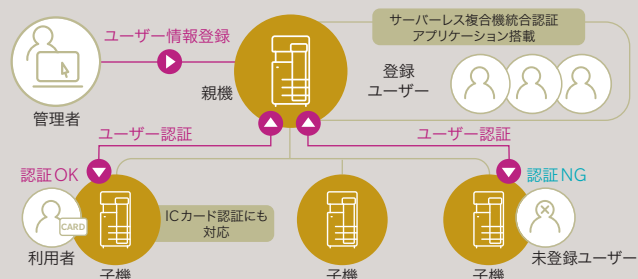 サーバーレス複合機統合認証
アプリケーション搭載
ユーザー情報登録
登録
ユーザー
親機
管理者
ユーザー認証
ユーザー認証
認証OK
認証NG
CARD
ICカード認証にも
対応
利用者
未登録ユーザー
子機
子機
子機